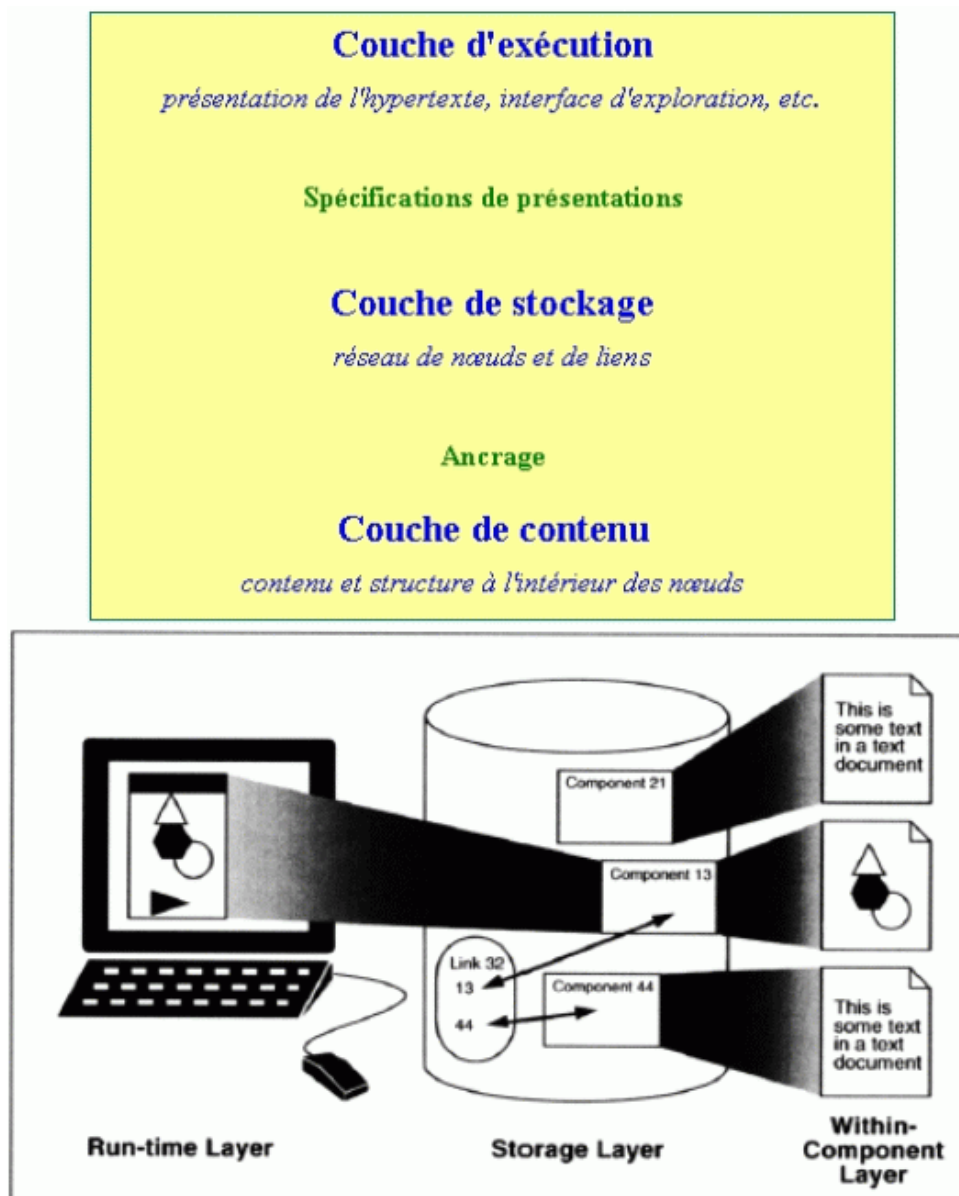 Couche d'exécution
présentation de l'hypertexte, interface d'exploration, etc.
Spécifications de présentations
Couche de stockage
réseau de nœuds et de liens
Ancrage
Couche de contenu
contenu et structure à l'intérieur des nœuds
This is
some text
in a text
document
Component 21
Component 13
Link 32
13
44
Component 44
This is
some text
in a text
document
Run-time Layer
Storage Layer
Within-
Component
Layer